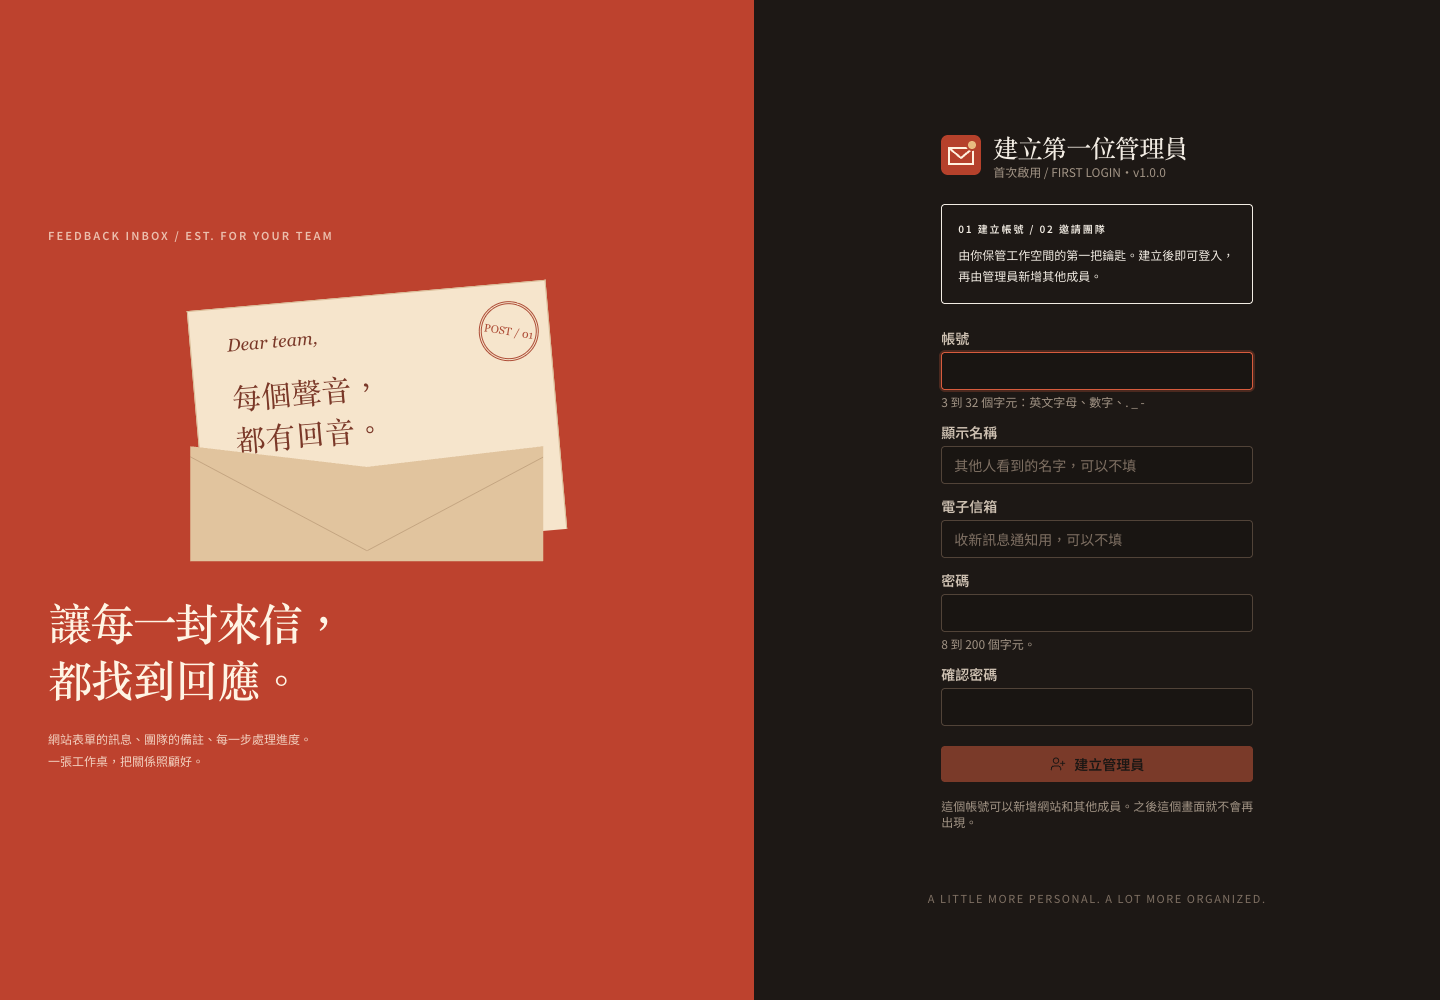 FEEDBACK INBOX / EST. FOR YOUR TEAM
Dear team,
POST / 01
每個聲音，
都有回音。
讓每一封來信，
都找到回應。
網站表單的訊息、團隊的備註、每一步處理進度。
一張工作桌，把關係照顧好。
建立第一位管理員
首次啟用 / FIRST LOGIN・v1.0.0
01 建立帳號 / 02 邀請團隊
由你保管工作空間的第一把鑰匙。建立後即可登入，
再由管理員新增其他成員。
帳號
3 到 32 個字元：英文字母、數字、. _ -
顯示名稱
其他人看到的名字，可以不填
電子信箱
收新訊息通知用，可以不填
密碼
8 到 200 個字元。
確認密碼
建立管理員
這個帳號可以新增網站和其他成員。之後這個畫面就不會再
出現。
A LITTLE MORE PERSONAL. A LOT MORE ORGANIZED.